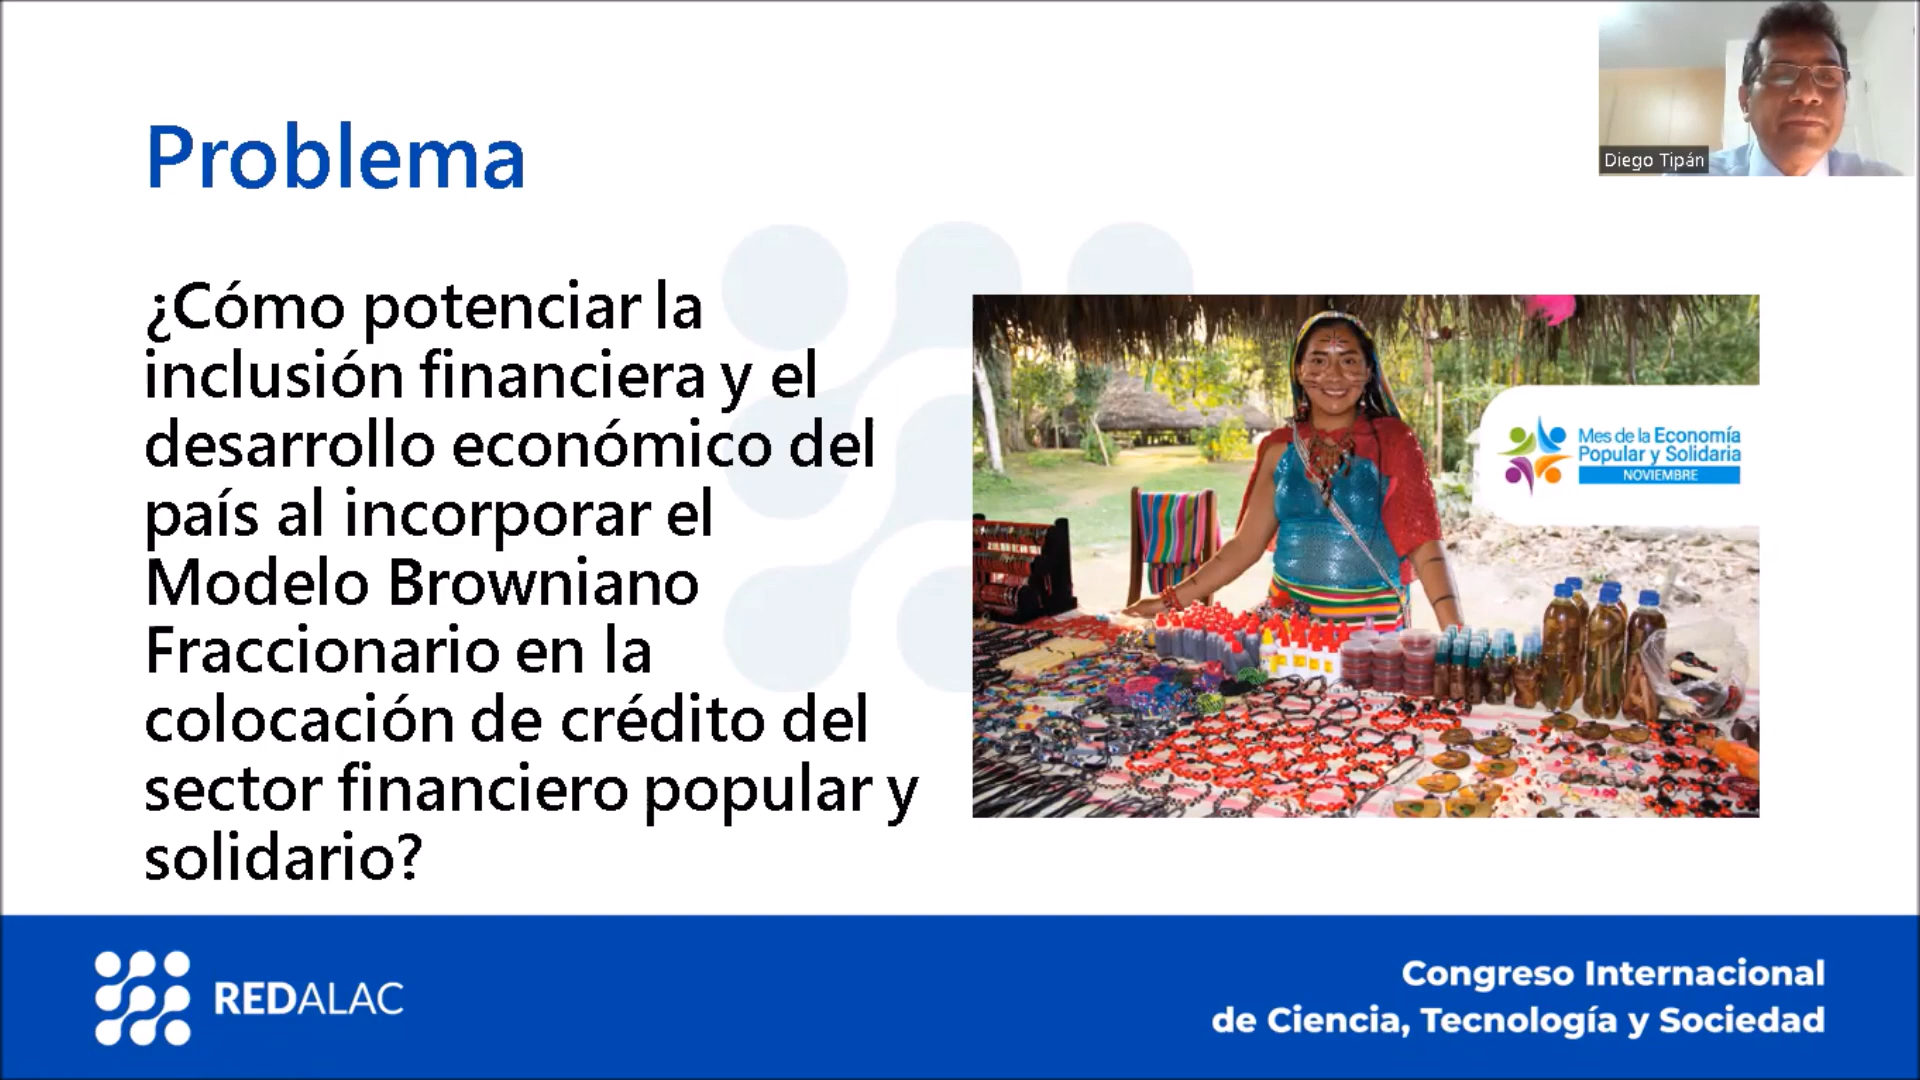 Problema
¿Cómo potenciar la
inclusión financiera y el
desarrollo económico del
país al incorporar el
Modelo Browniano
Fraccionario en la
colocación de crédito del
sector financiero popular y
solidario?
Diego Tipán
Mes de la Economía
Popular y Solidaria
NOVIEMBRE
REDALAC
Congreso Internacional
de Ciencia, Tecnología y Sociedad